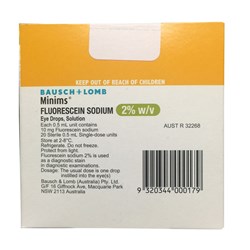 KEEP OUT OF REACH OF CHILDREN
BAUSCH+LOMB
Minims®
FLUORESCEIN SODIUM 2% w/v
Eye Drops, Solution
Each 0.5 mL unit contains
10 mg Fluorescein sodium
20 Sterile 0.5 mL Single-dose units
AUST R 32268
Store at 2-8°C.
Refrigerate. Do not freeze.
Protect from light.
Fluorescein sodium 2% is used
as a diagnostic stain
in diagnostic examinations.
Dosage: The usual dose is one drop
instilled into the eye(s)
Bausch & Lomb (Australia) Pty. Ltd.
G/F 16 Giffnock Ave, Macquarie Park
NSW 2113 Australia
9 320344 000179